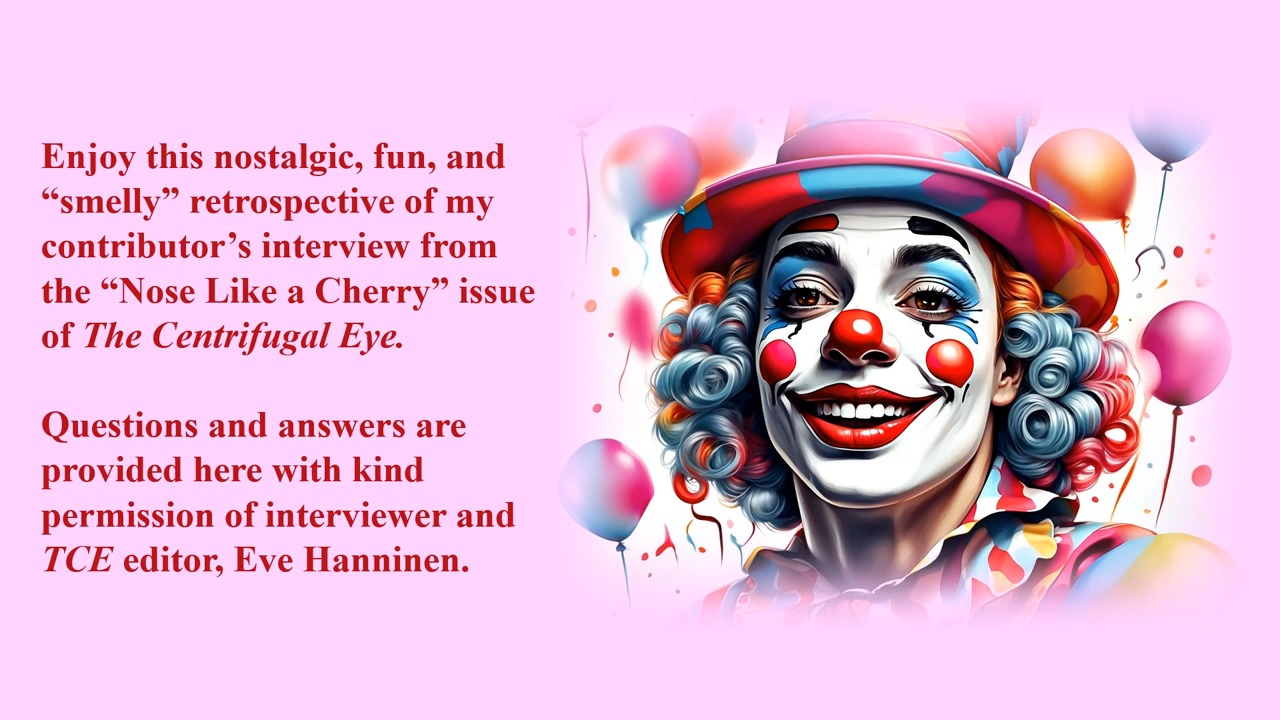 Enjoy this nostalgic, fun, and
“smelly” retrospective of my
contributor’s interview from
the “Nose Like a Cherry” issue
of The Centrifugal Eye.
Questions and answers are
provided here with kind
permission of interviewer and
TCE editor, Eve Hanninen.